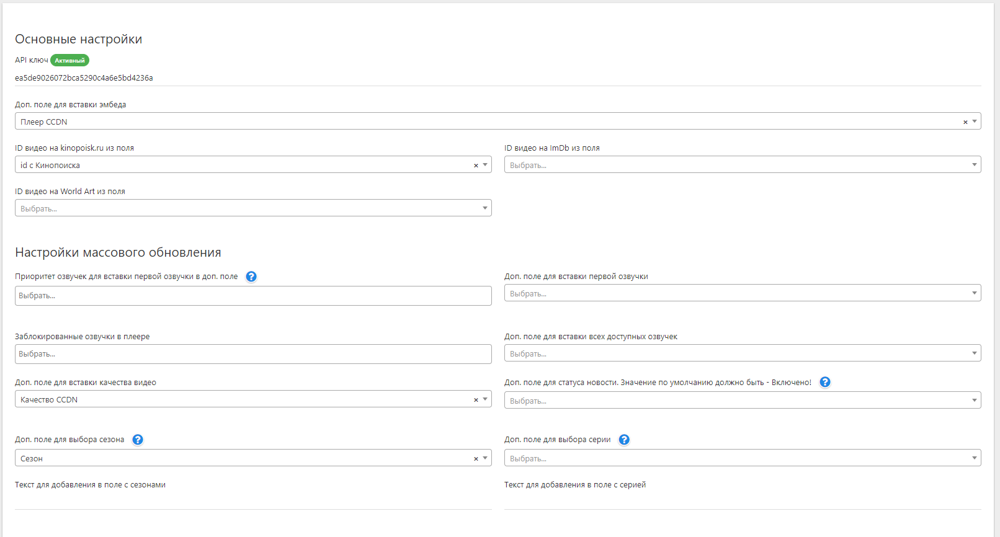 Основные настройки
API ключ Активный
ea5de9026072bca5290c4a6e5bd4236a
Доп. поле для вставки эмбеда
Плеер CCDN × 
ID видео на kinopoisk.ru из поля
id с Кинопоиска ×
ID видео на ImDb из поля
Выбрать...
ID видео на World Art из поля
Выбрать...
Настройки массового обновления
Приоритет озвучек для вставки первой озвучки в доп. поле ?
Выбрать...
Доп. поле для вставки первой озвучки
Выбрать...
Заблокированные озвучки в плеере
Выбрать...
Доп. поле для вставки всех доступных озвучек
Выбрать...
Доп. поле для вставки качества видео
Качество CCDN ×
Доп. поле для статуса новости. Значение по умолчанию должно быть - Включено! ?
Выбрать...
Доп. поле для выбора сезона ?
Сезон ×
Доп. поле для выбора серии ?
Выбрать...
Текст для добавления в поле с сезонами
Текст для добавления в поле с серией